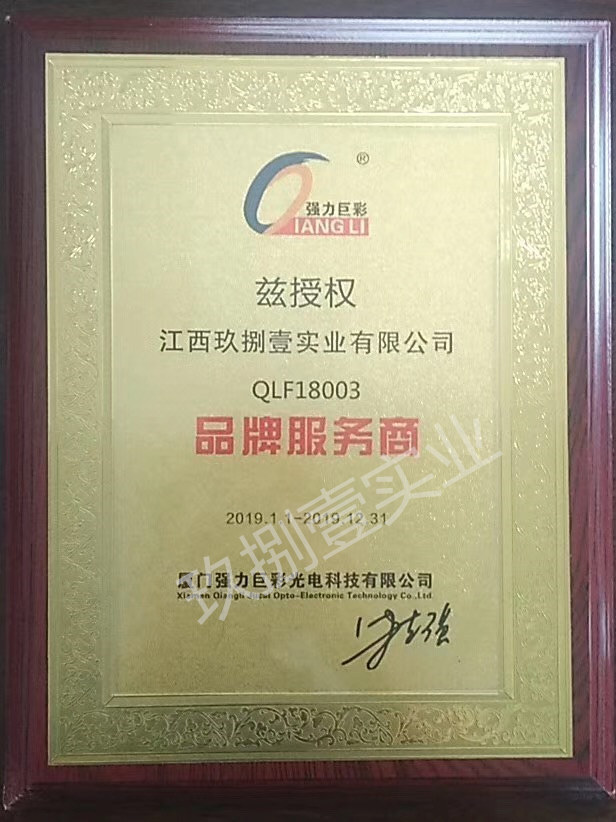 ®
强力巨彩
QIANGLI
兹授权
江西玖捌壹实业有限公司
QLF18003
品牌服务商
2019.1.1-2019.12.31
玖捌壹实业
厦门强力巨彩光电科技有限公司
Opto-Electronic Technology Co.,Ltd.